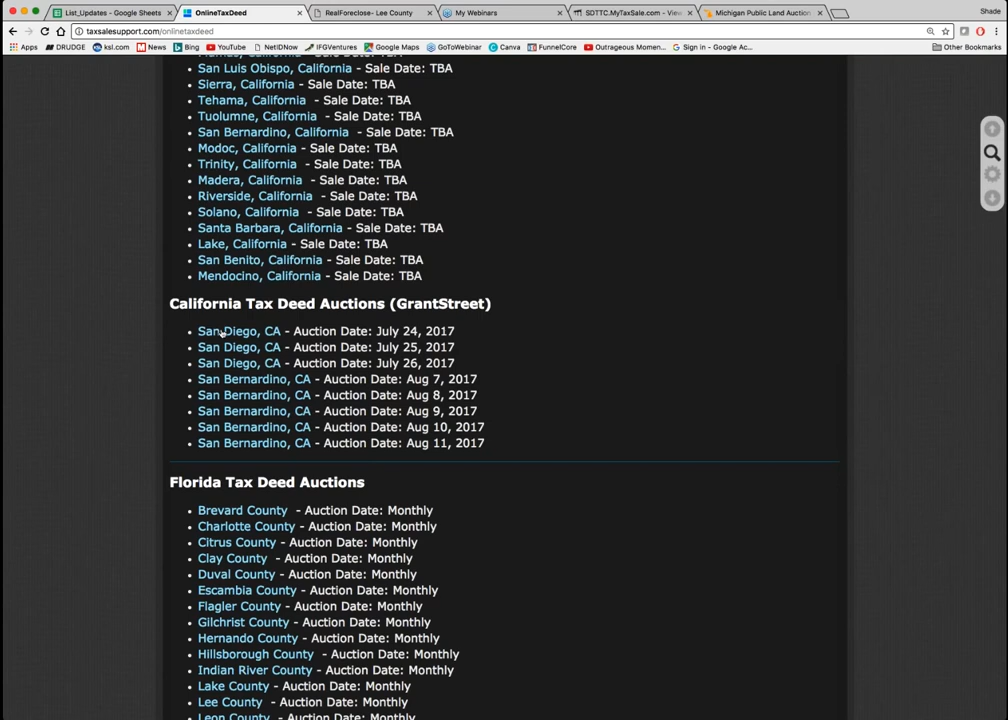 List_Updates - Google Sheets
OnlineTaxDeed
RealForeclose- Lee County
My Webinars
SDTTC.MyTaxSale.com - View
Michigan Public Land Auction
Shade
taxsalesupport.com/onlinetaxdeed
Apps
DRUDGE
ksl.com
News
Bing
YouTube
NetIDNow
IFGVentures
Google Maps
GoToWebinar
Canva
FunnelCore
Outrageous Momen...
Sign in - Google Ac...
Other Bookmarks
San Luis Obispo, California - Sale Date: TBA
Sierra, California - Sale Date: TBA
Tehama, California - Sale Date: TBA
Tuolumne, California - Sale Date: TBA
San Bernardino, California - Sale Date: TBA
Modoc, California - Sale Date: TBA
Trinity, California - Sale Date: TBA
Madera, California - Sale Date: TBA
Riverside, California - Sale Date: TBA
Solano, California - Sale Date: TBA
Santa Barbara, California - Sale Date: TBA
Lake, California - Sale Date: TBA
San Benito, California - Sale Date: TBA
Mendocino, California - Sale Date: TBA
California Tax Deed Auctions (GrantStreet)
San Diego, CA - Auction Date: July 24, 2017
San Diego, CA - Auction Date: July 25, 2017
San Diego, CA - Auction Date: July 26, 2017
San Bernardino, CA - Auction Date: Aug 7, 2017
San Bernardino, CA - Auction Date: Aug 8, 2017
San Bernardino, CA - Auction Date: Aug 9, 2017
San Bernardino, CA - Auction Date: Aug 10, 2017
San Bernardino, CA - Auction Date: Aug 11, 2017
Florida Tax Deed Auctions
Brevard County - Auction Date: Monthly
Charlotte County - Auction Date: Monthly
Citrus County - Auction Date: Monthly
Clay County - Auction Date: Monthly
Duval County - Auction Date: Monthly
Escambia County - Auction Date: Monthly
Flagler County - Auction Date: Monthly
Gilchrist County - Auction Date: Monthly
Hernando County - Auction Date: Monthly
Hillsborough County - Auction Date: Monthly
Indian River County - Auction Date: Monthly
Lake County - Auction Date: Monthly
Lee County - Auction Date: Monthly
Leon County - Auction Date: Monthly